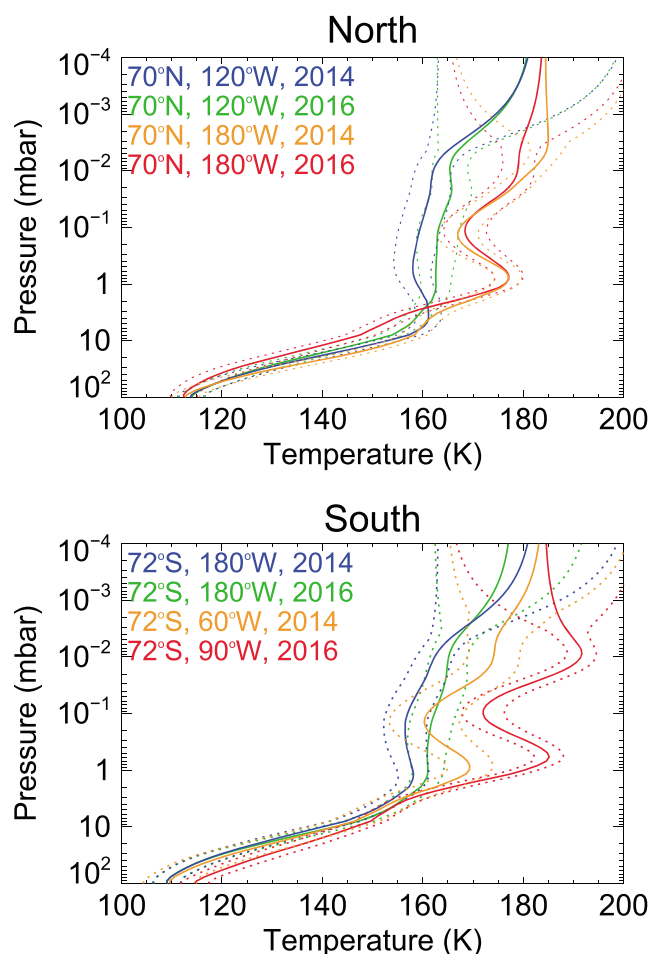 North
10⁻⁴
70°N, 120°W, 2014
70°N, 120°W, 2016
10⁻³
70°N, 180°W, 2014
70°N, 180°W, 2016
10⁻²
10⁻¹
1
10
10²
Pressure (mbar)
100 120 140 160 180 200
Temperature (K)
South
10⁻⁴
72°S, 180°W, 2014
72°S, 180°W, 2016
10⁻³
72°S, 60°W, 2014
72°S, 90°W, 2016
10⁻²
10⁻¹
1
10
10²
Pressure (mbar)
100 120 140 160 180 200
Temperature (K)